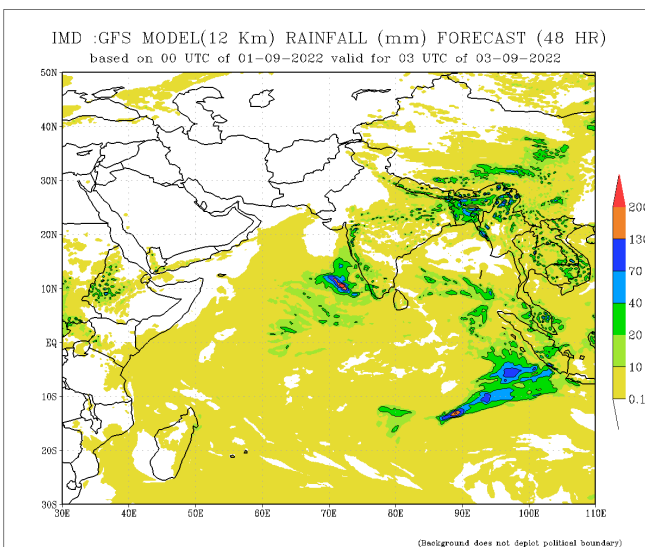 IMD :GFS MODEL(12 Km) RAINFALL (mm) FORECAST (48 HR)
based on 00 UTC of 01-09-2022 valid for 03 UTC of 03-09-2022
50N
40N
30N
20N
10N
EQ
10S
20S
30S
30E 40E 50E 60E 70E 80E 90E 100E 110E
200
130
70
40
20
10
0.1
(Background does not depict political boundary)